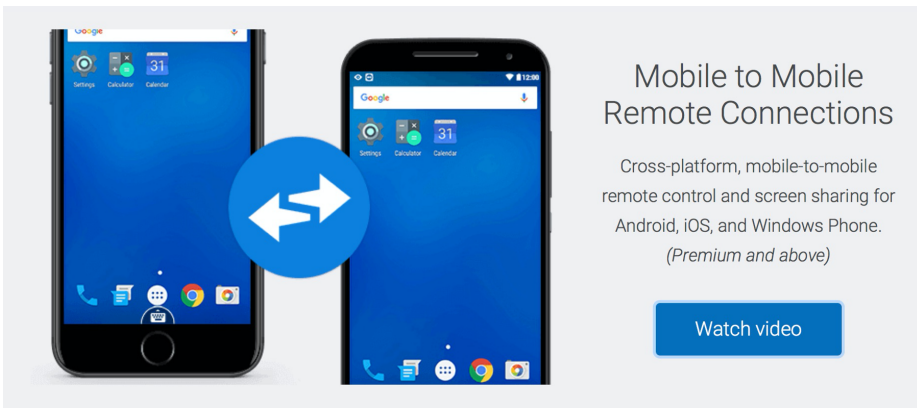 Google
Settings
Calculator
Calendar
31
12:00
Google
31
Settings
Calculator
Calendar
Mobile to Mobile
Remote Connections
Cross-platform, mobile-to-mobile
remote control and screen sharing for
Android, iOS, and Windows Phone.
(Premium and above)
Watch video